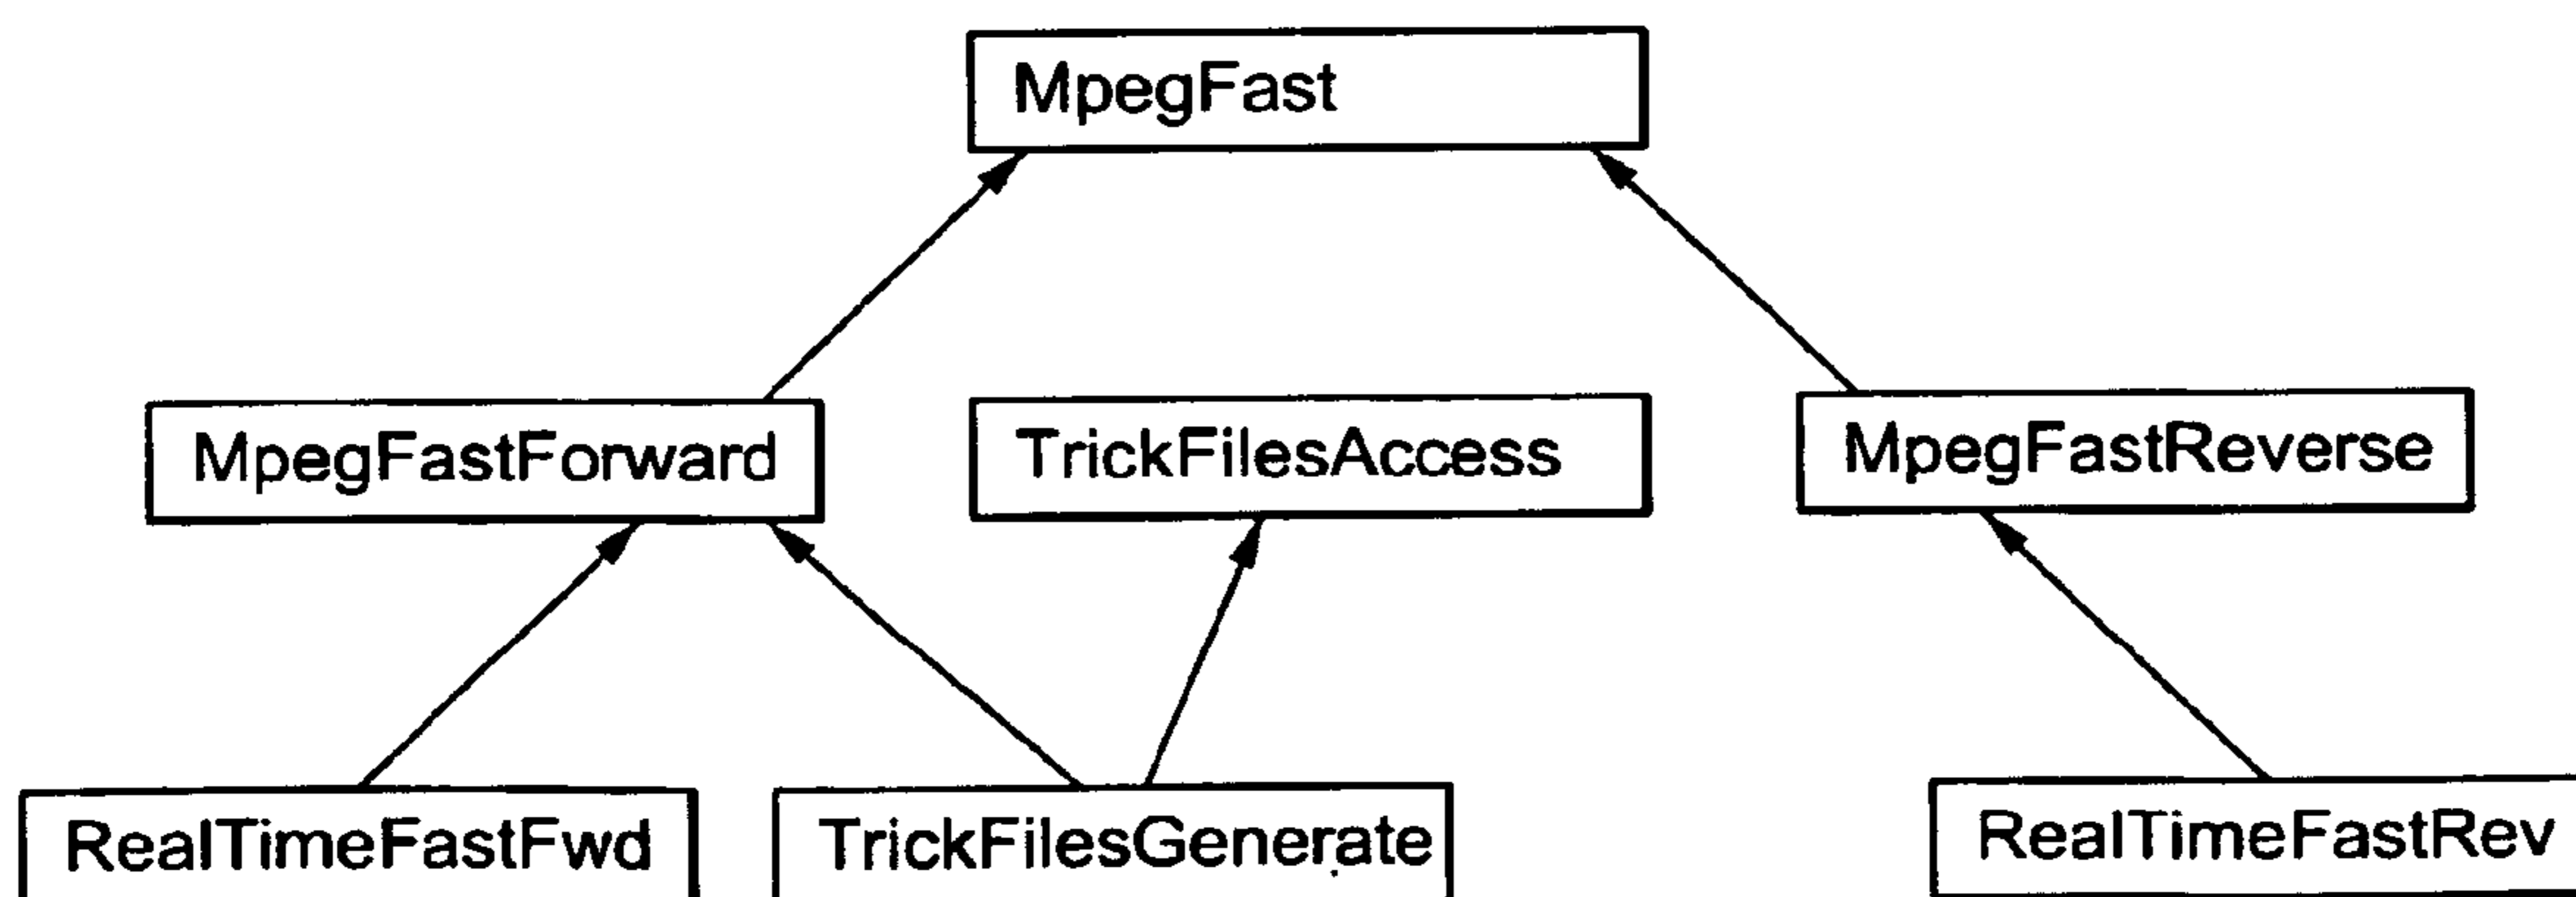 MpegFast
MpegFastForward
TrickFilesAccess
MpegFastReverse
RealTimeFastFwd
TrickFilesGenerate
RealTimeFastRev